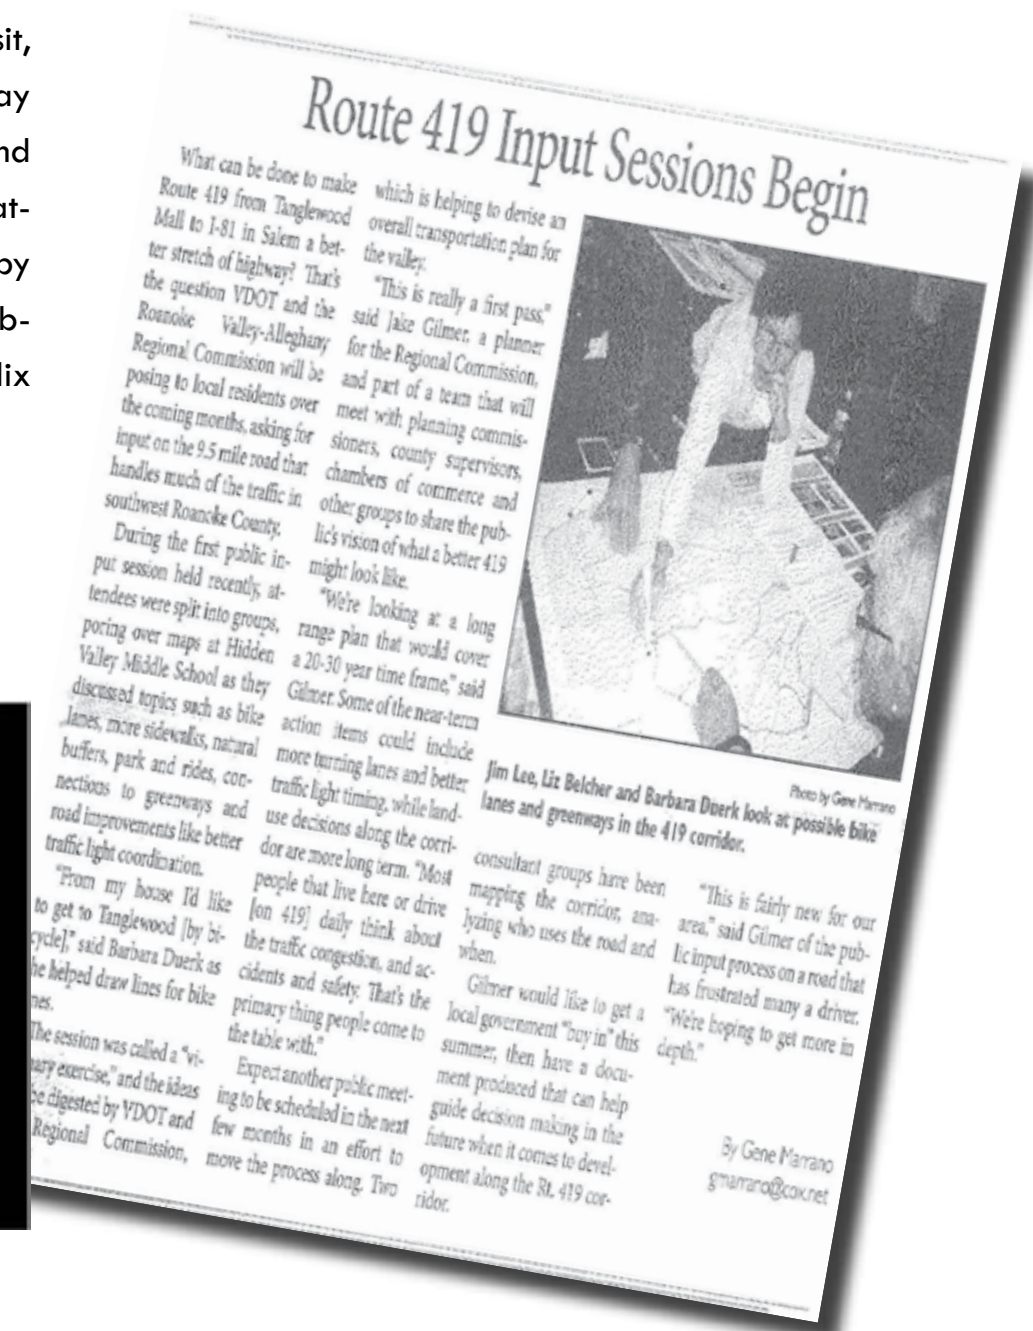 sit,
ay
nd
at-
by
b-
lix
Route 419 Input Sessions Begin
What can be done to make
Route 419 from Tanglewood
Mall to I-81 in Salem a bet-
ter stretch of highway? That's
the question VDOT and the
Roanoke Valley-Alleghany
Regional Commission will be
posing to local residents over
the coming months, asking for
input on the 9.5 mile road that
handles much of the traffic in
southwest Roanoke County.
During the first public in-
put session held recently, at-
tendees were split into groups,
poring over maps at Hidden
Valley Middle School as they
discussed topics such as bike
lanes, more sidewalks, natural
buffers, park and rides, con-
nections to greenways and
road improvements like better
traffic light coordination.
"From my house I'd like
to get to Tanglewood [by bi-
cycle]," said Barbara Duerk as
he helped draw lines for bike
nes.
The session was called a "vi-
nary exercise," and the ideas
be digested by VDOT and
Regional Commission,
which is helping to devise an
overall transportation plan for
the valley.
"This is really a first pass,"
said Jake Gilmer, a planner
for the Regional Commission,
and part of a team that will
meet with planning commis-
sioners, county supervisors,
chambers of commerce and
other groups to share the pub-
lic's vision of what a better 419
might look like.
"We're looking at a long
range plan that would cover
a 20-30 year time frame," said
Gilmer. Some of the near-term
action items could include
more turning lanes and better
traffic light timing, while land-
use decisions along the corri-
dor are more long term. "Most
people that live here or drive
[on 419] daily think about
the traffic congestion, and ac-
cidents and safety. That's the
primary thing people come to
the table with."
Expect another public meet-
ing to be scheduled in the next
few months in an effort to
move the process along. Two
Photo by Gene Marrano
Jim Lee, Liz Belcher and Barbara Duerk look at possible bike
lanes and greenways in the 419 corridor.
consultant groups have been
mapping the corridor, ana-
lyzing who uses the road and
when.
Gilmer would like to get a
local government "buy in" this
summer, then have a docu-
ment produced that can help
guide decision making in the
future when it comes to devel-
opment along the Rt. 419 cor-
ridor.
"This is fairly new for our
area," said Gilmer of the pub-
lic input process on a road that
has frustrated many a driver.
"We're hoping to get more in
depth."
By Gene Marrano
gmarrano@cox.net